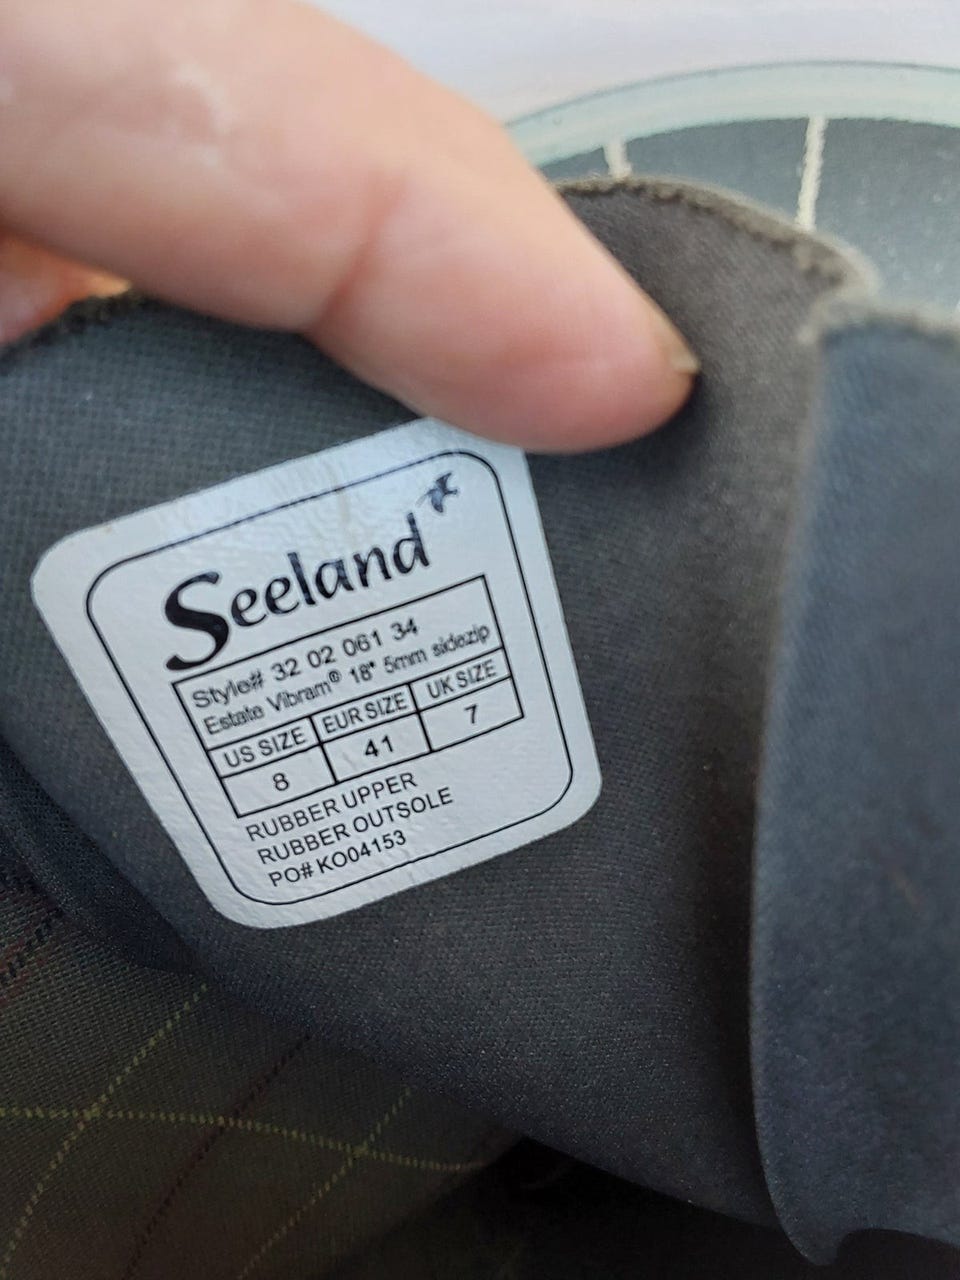 Seeland
Style# 32 02 061 34
Estate Vibram® 18" 5mm sidezip
US SIZE EUR SIZE UK SIZE
8 41 7
RUBBER UPPER
RUBBER OUTSOLE
PO# KO04153